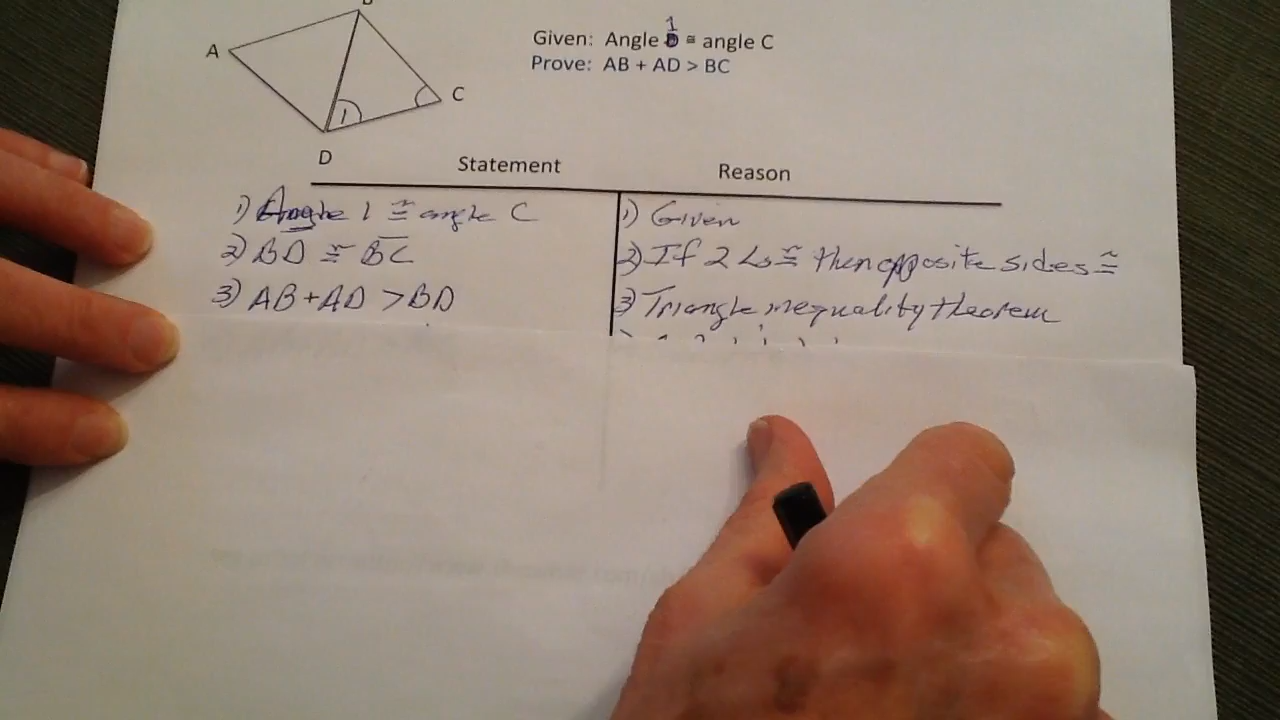 B
A
C
D
1
Given: Angle 1 ≅ angle C
Prove: AB + AD > BC
Statement
Reason
1) Angle 1 ≅ angle C
1) Given
2) BD ≅ BC
2) If 2 ∠s ≅ then opposite sides ≅
3) AB + AD > BD
3) Triangle inequality theorem